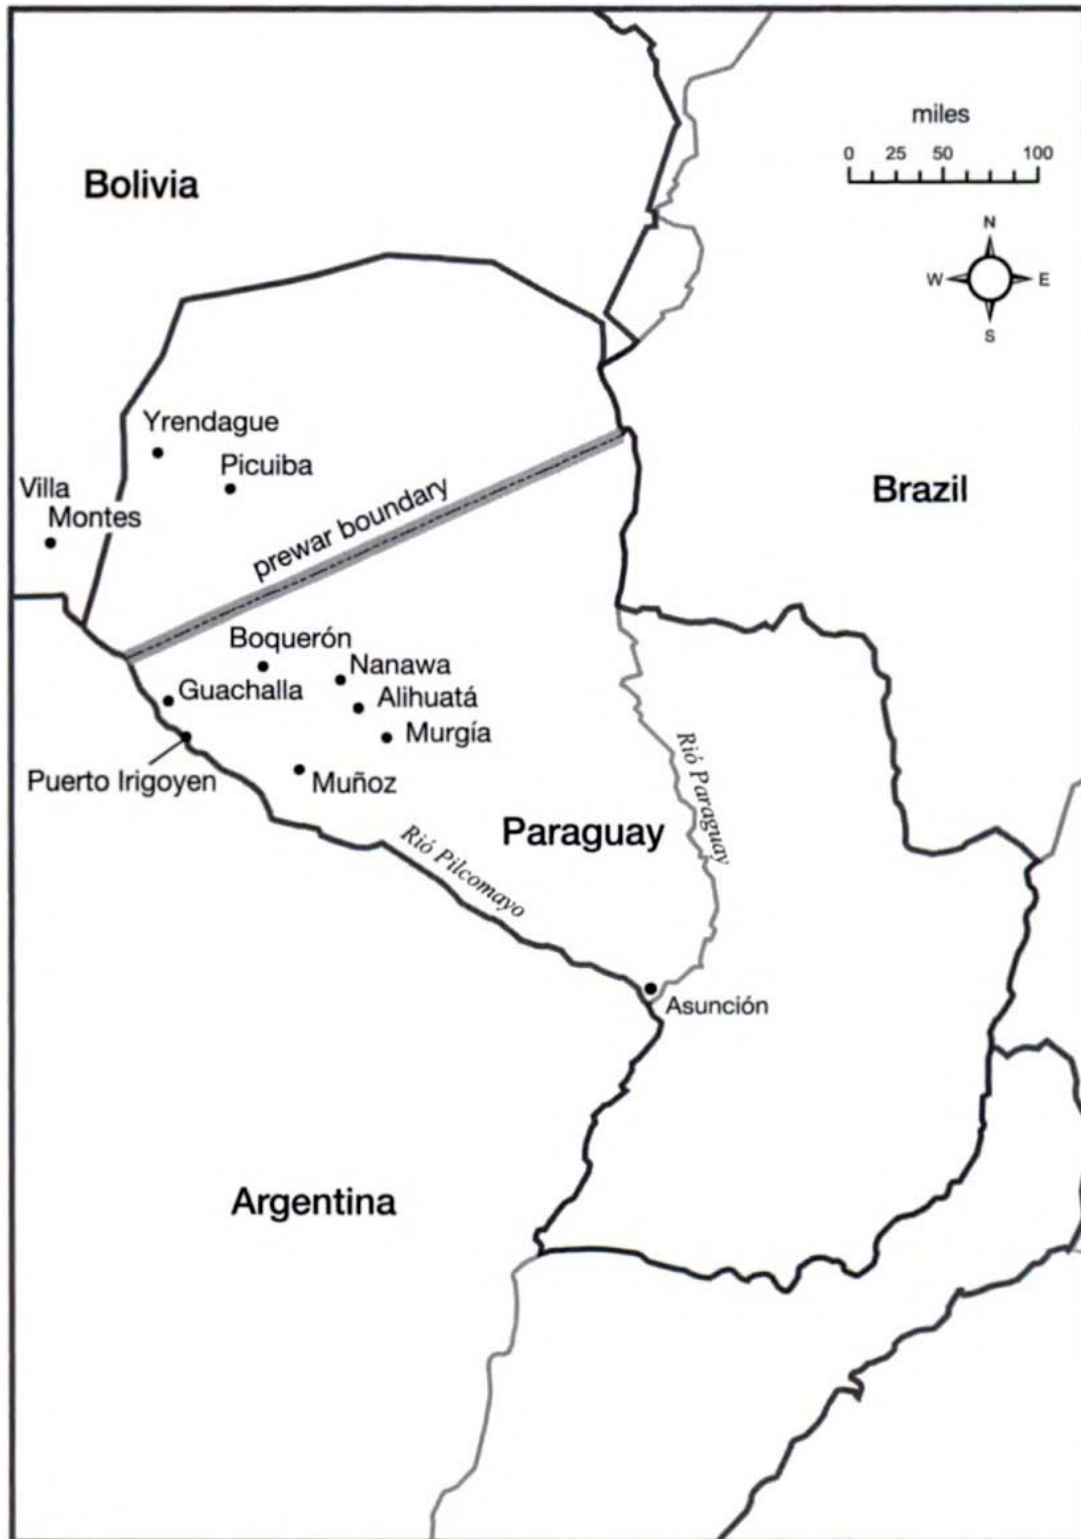 miles
0 25 50 100
Bolivia
N
W E
S
Yrendague
Picuiba
Villa
Montes
Brazil
prewar boundary
Boquerón
Nanawa
Guachalla
Alihuatá
Murgía
Puerto Irigoyen
Muñoz
Rió Paraguay
Paraguay
Rió Pilcomayo
Asunción
Argentina